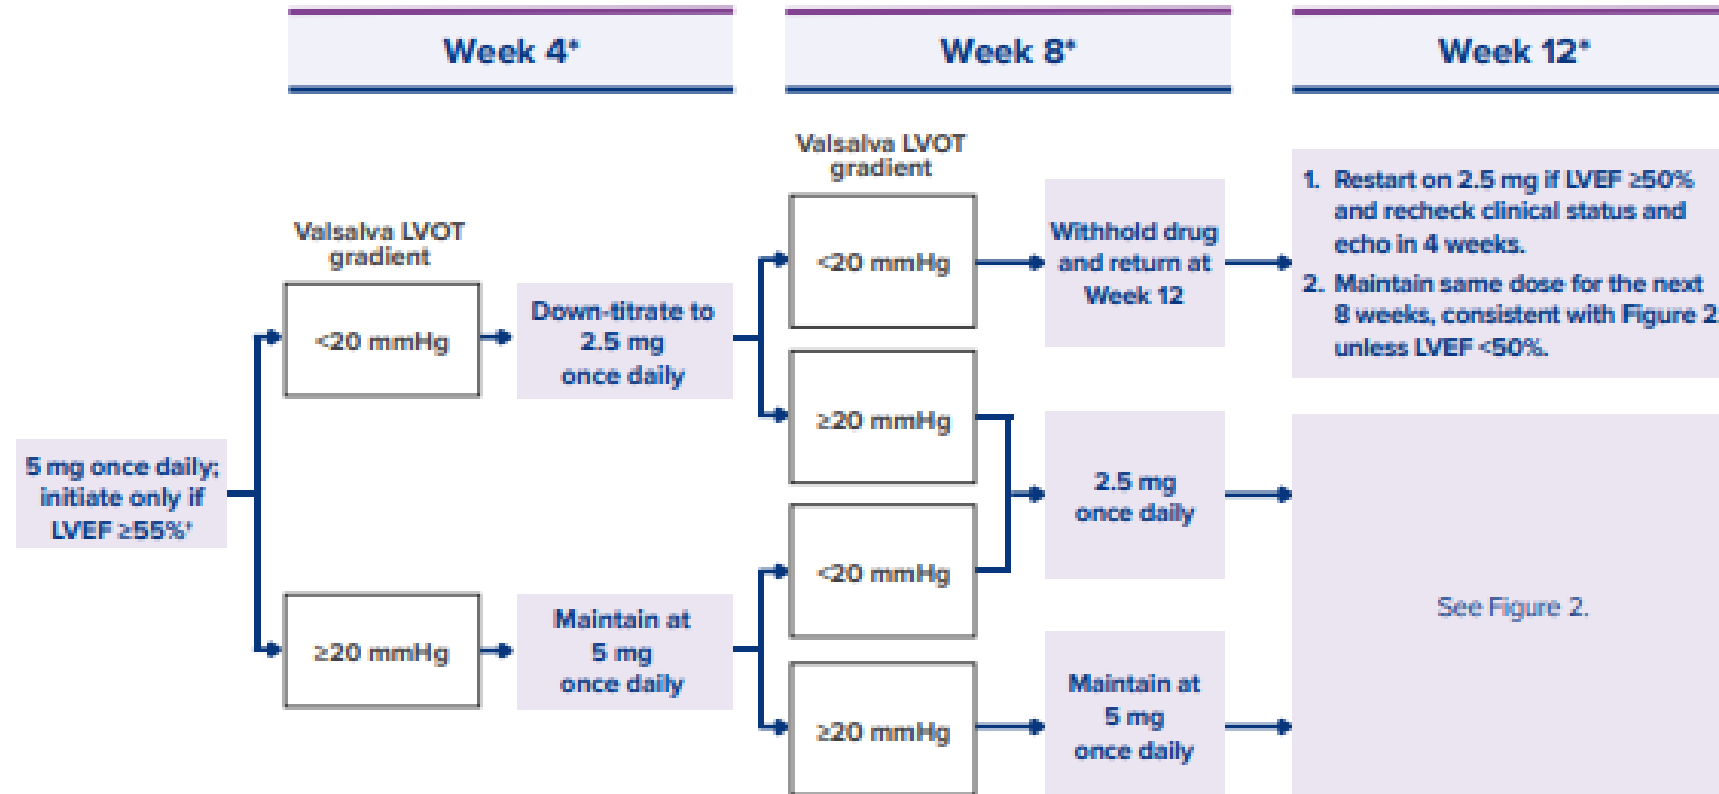 Week 4*
Week 8*
Week 12*
Valsalva LVOT
gradient
Valsalva LVOT
gradient
5 mg once daily;
initiate only if
LVEF ≥55%†
<20 mmHg
Down-titrate to
2.5 mg
once daily
≥20 mmHg
Maintain at
5 mg
once daily
<20 mmHg
Withhold drug
and return at
Week 12
≥20 mmHg
<20 mmHg
2.5 mg
once daily
≥20 mmHg
Maintain at
5 mg
once daily
1. Restart on 2.5 mg if LVEF ≥50%
and recheck clinical status and
echo in 4 weeks.
2. Maintain same dose for the next
8 weeks, consistent with Figure 2,
unless LVEF <50%.
See Figure 2.